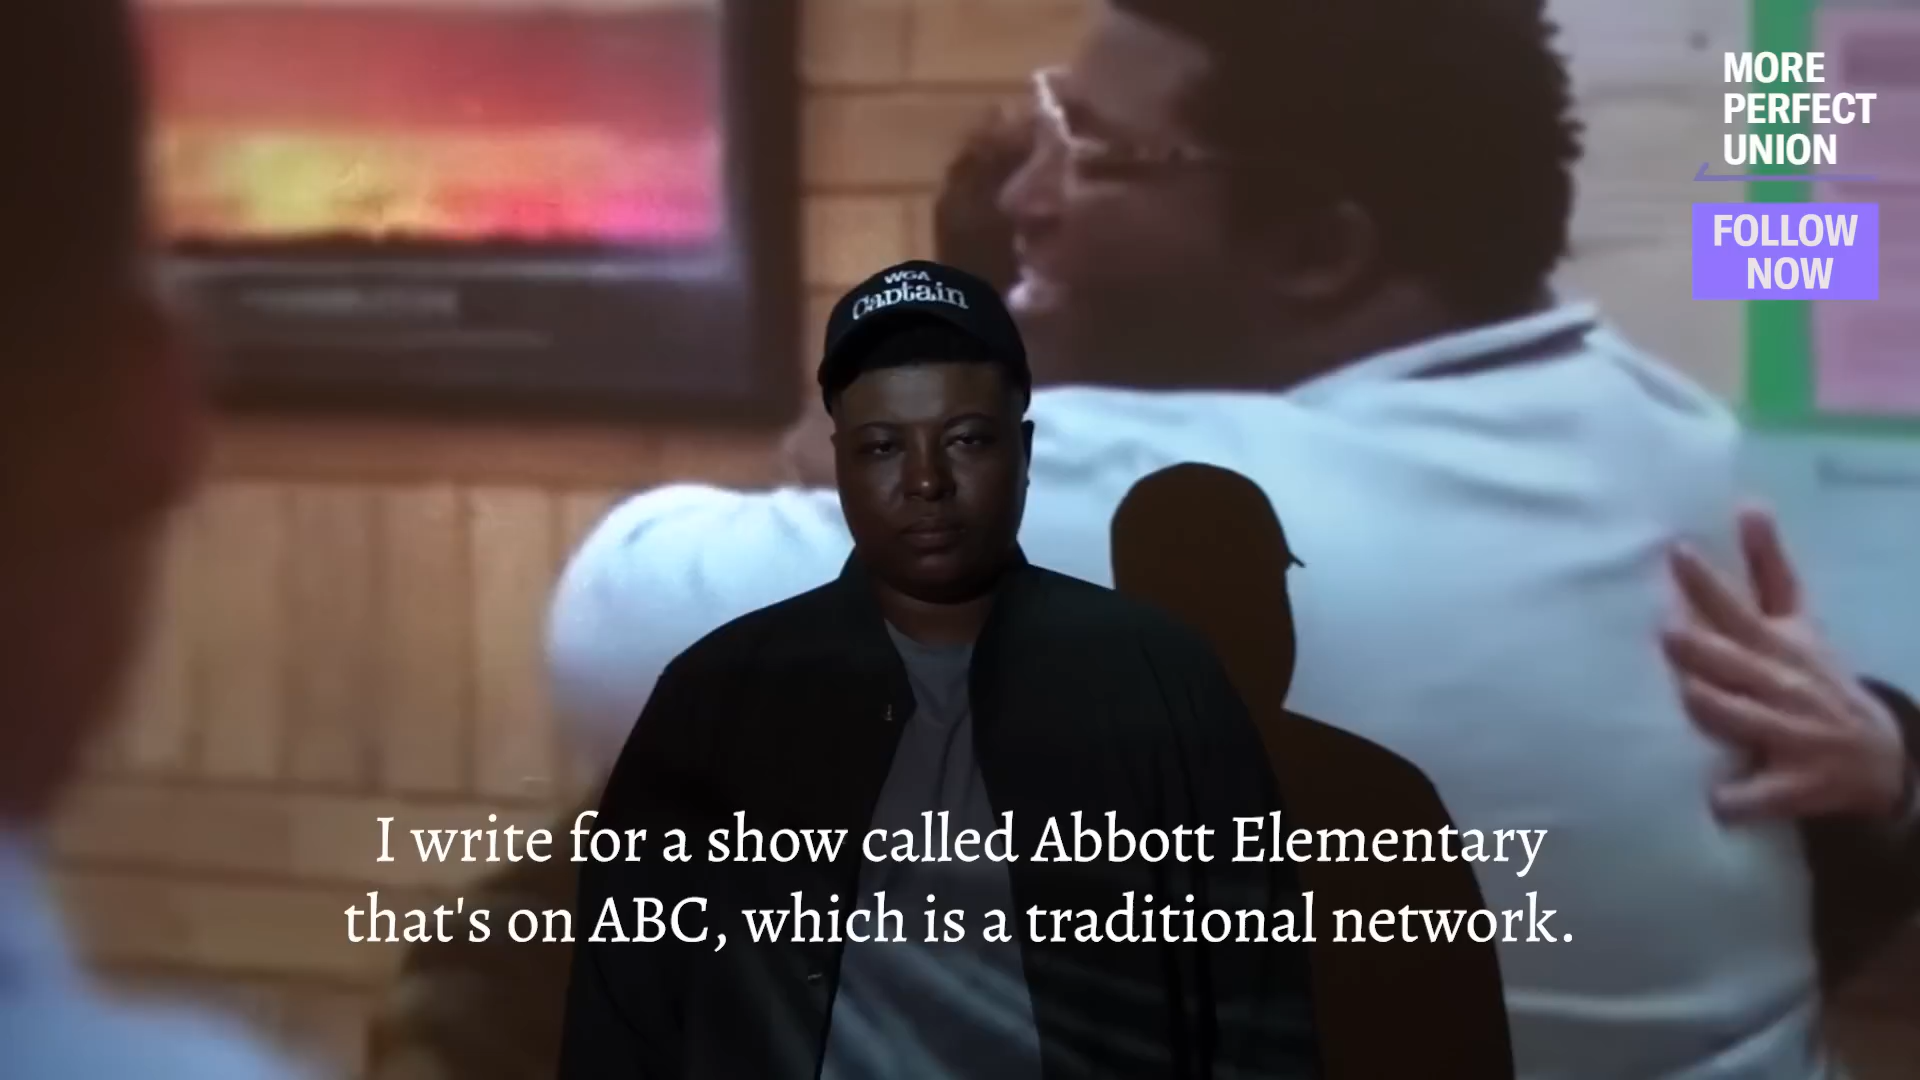 MORE
PERFECT
UNION
FOLLOW
NOW
WGA
Captain
I write for a show called Abbott Elementary
that's on ABC, which is a traditional network.